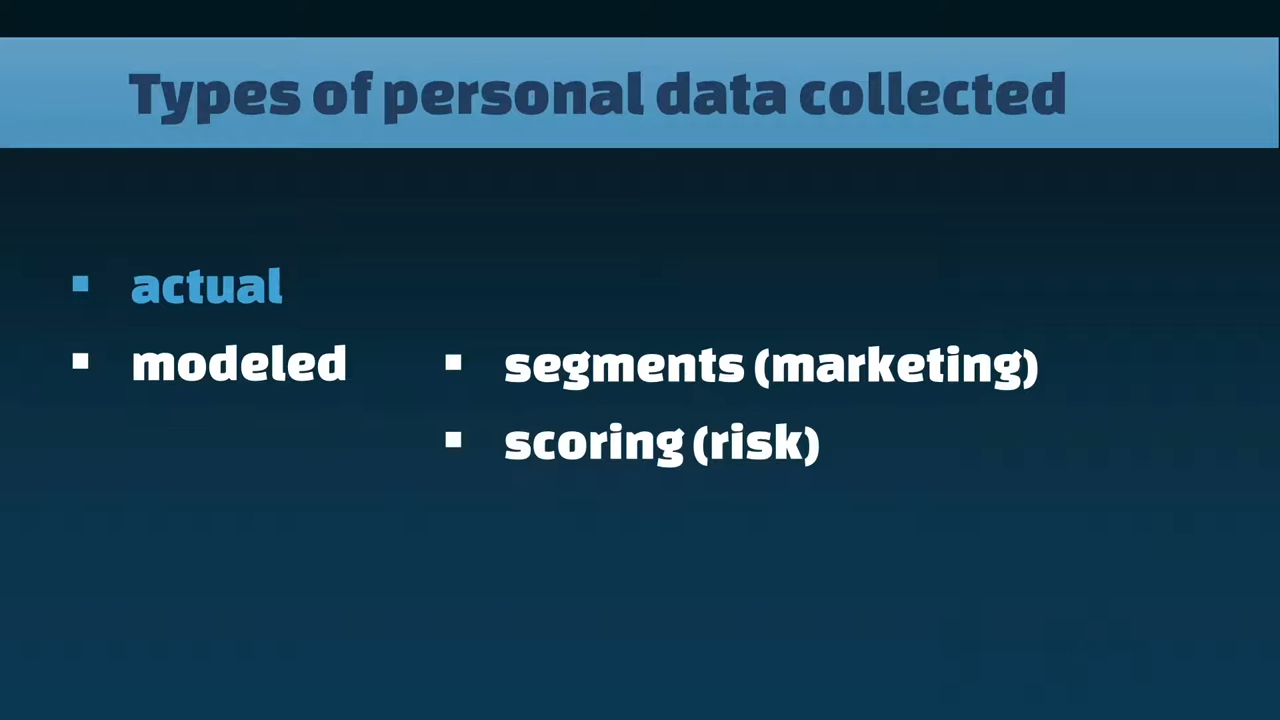 Types of personal data collected
▪ actual
▪ modeled ▪ segments (marketing)
▪ scoring (risk)